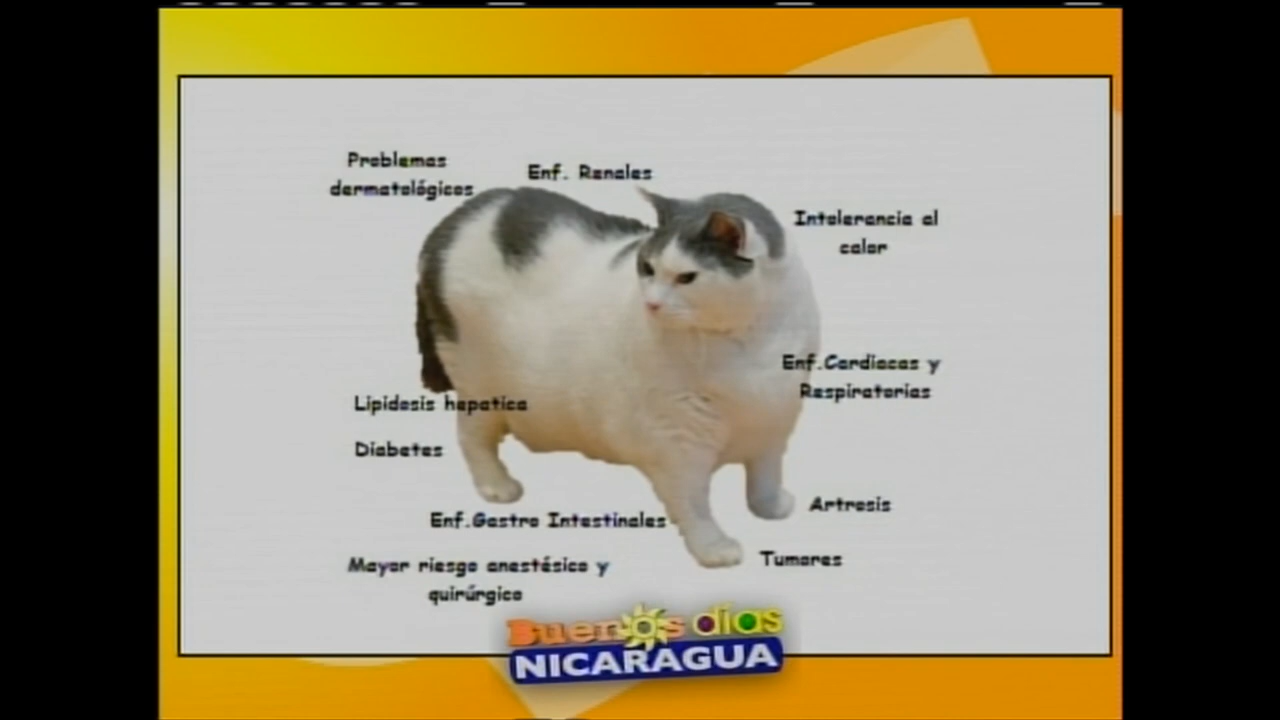 Problemas
dermatológicos
Enf. Renales
Intolerancia al
calor
Enf.Cardiacas y
Respiratorias
Lipidosis hepatica
Diabetes
Artrosis
Enf.Gastro Intestinales
Tumores
Mayor riesgo anestésico y
quirúrgico
Buenos días
NICARAGUA